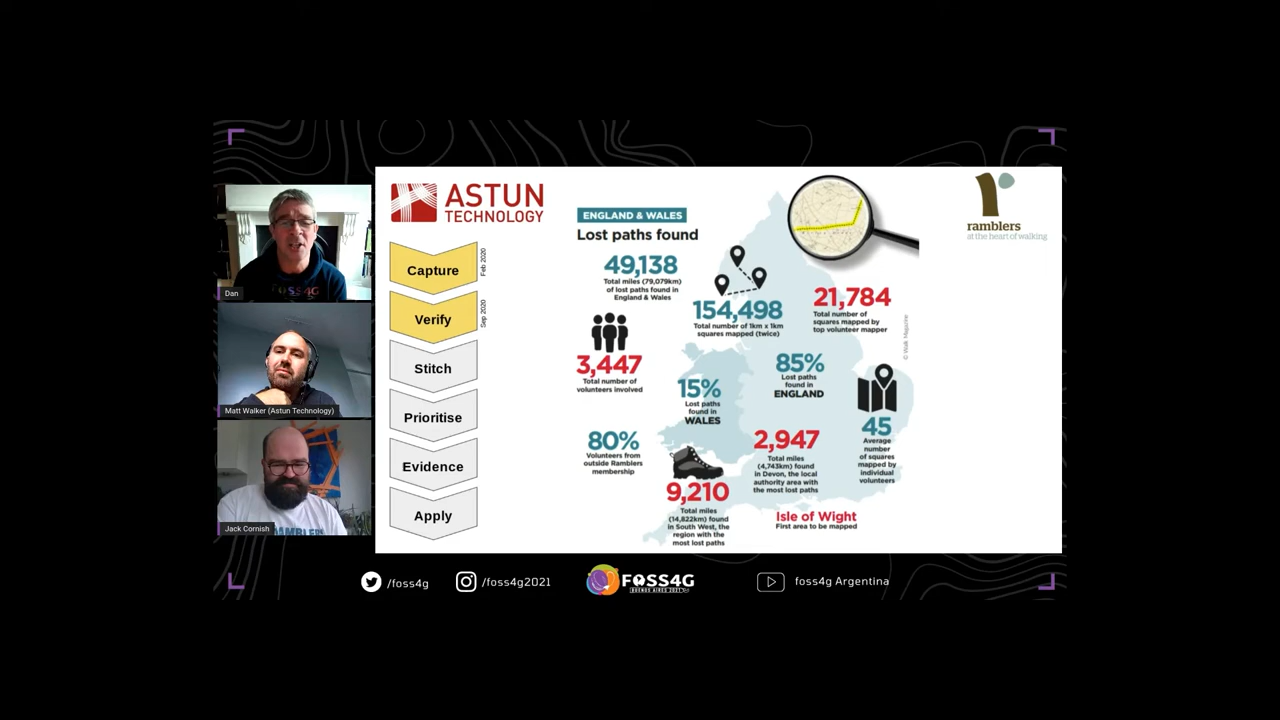 ASTUN
TECHNOLOGY
Capture
Feb 2020
Verify
Sep 2020
Stitch
Prioritise
Evidence
Apply
ENGLAND & WALES
Lost paths found
49,138
Total miles (79,079km)
of lost paths found in
England & Wales
154,498
Total number of 1km x 1km
squares mapped (twice)
21,784
Total number of
squares mapped by
top volunteer mapper
© Walk Magazine
3,447
Total number of
volunteers involved
15%
Lost paths
found in
WALES
85%
Lost paths
found in
ENGLAND
45
Average
number
of squares
mapped by
individual
volunteers
80%
Volunteers from
outside Ramblers
membership
9,210
Total miles
(14,822km) found
in South West, the
region with the
most lost paths
2,947
Total miles
(4,743km) found
in Devon, the local
authority area with
the most lost paths
Isle of Wight
First area to be mapped
ramblers
at the heart of walking
FOSS4G
Dan
Matt Walker (Astun Technology)
Jack Cornish
/foss4g
/foss4g2021
FOSS4G
BUENOS AIRES 2021
foss4g Argentina